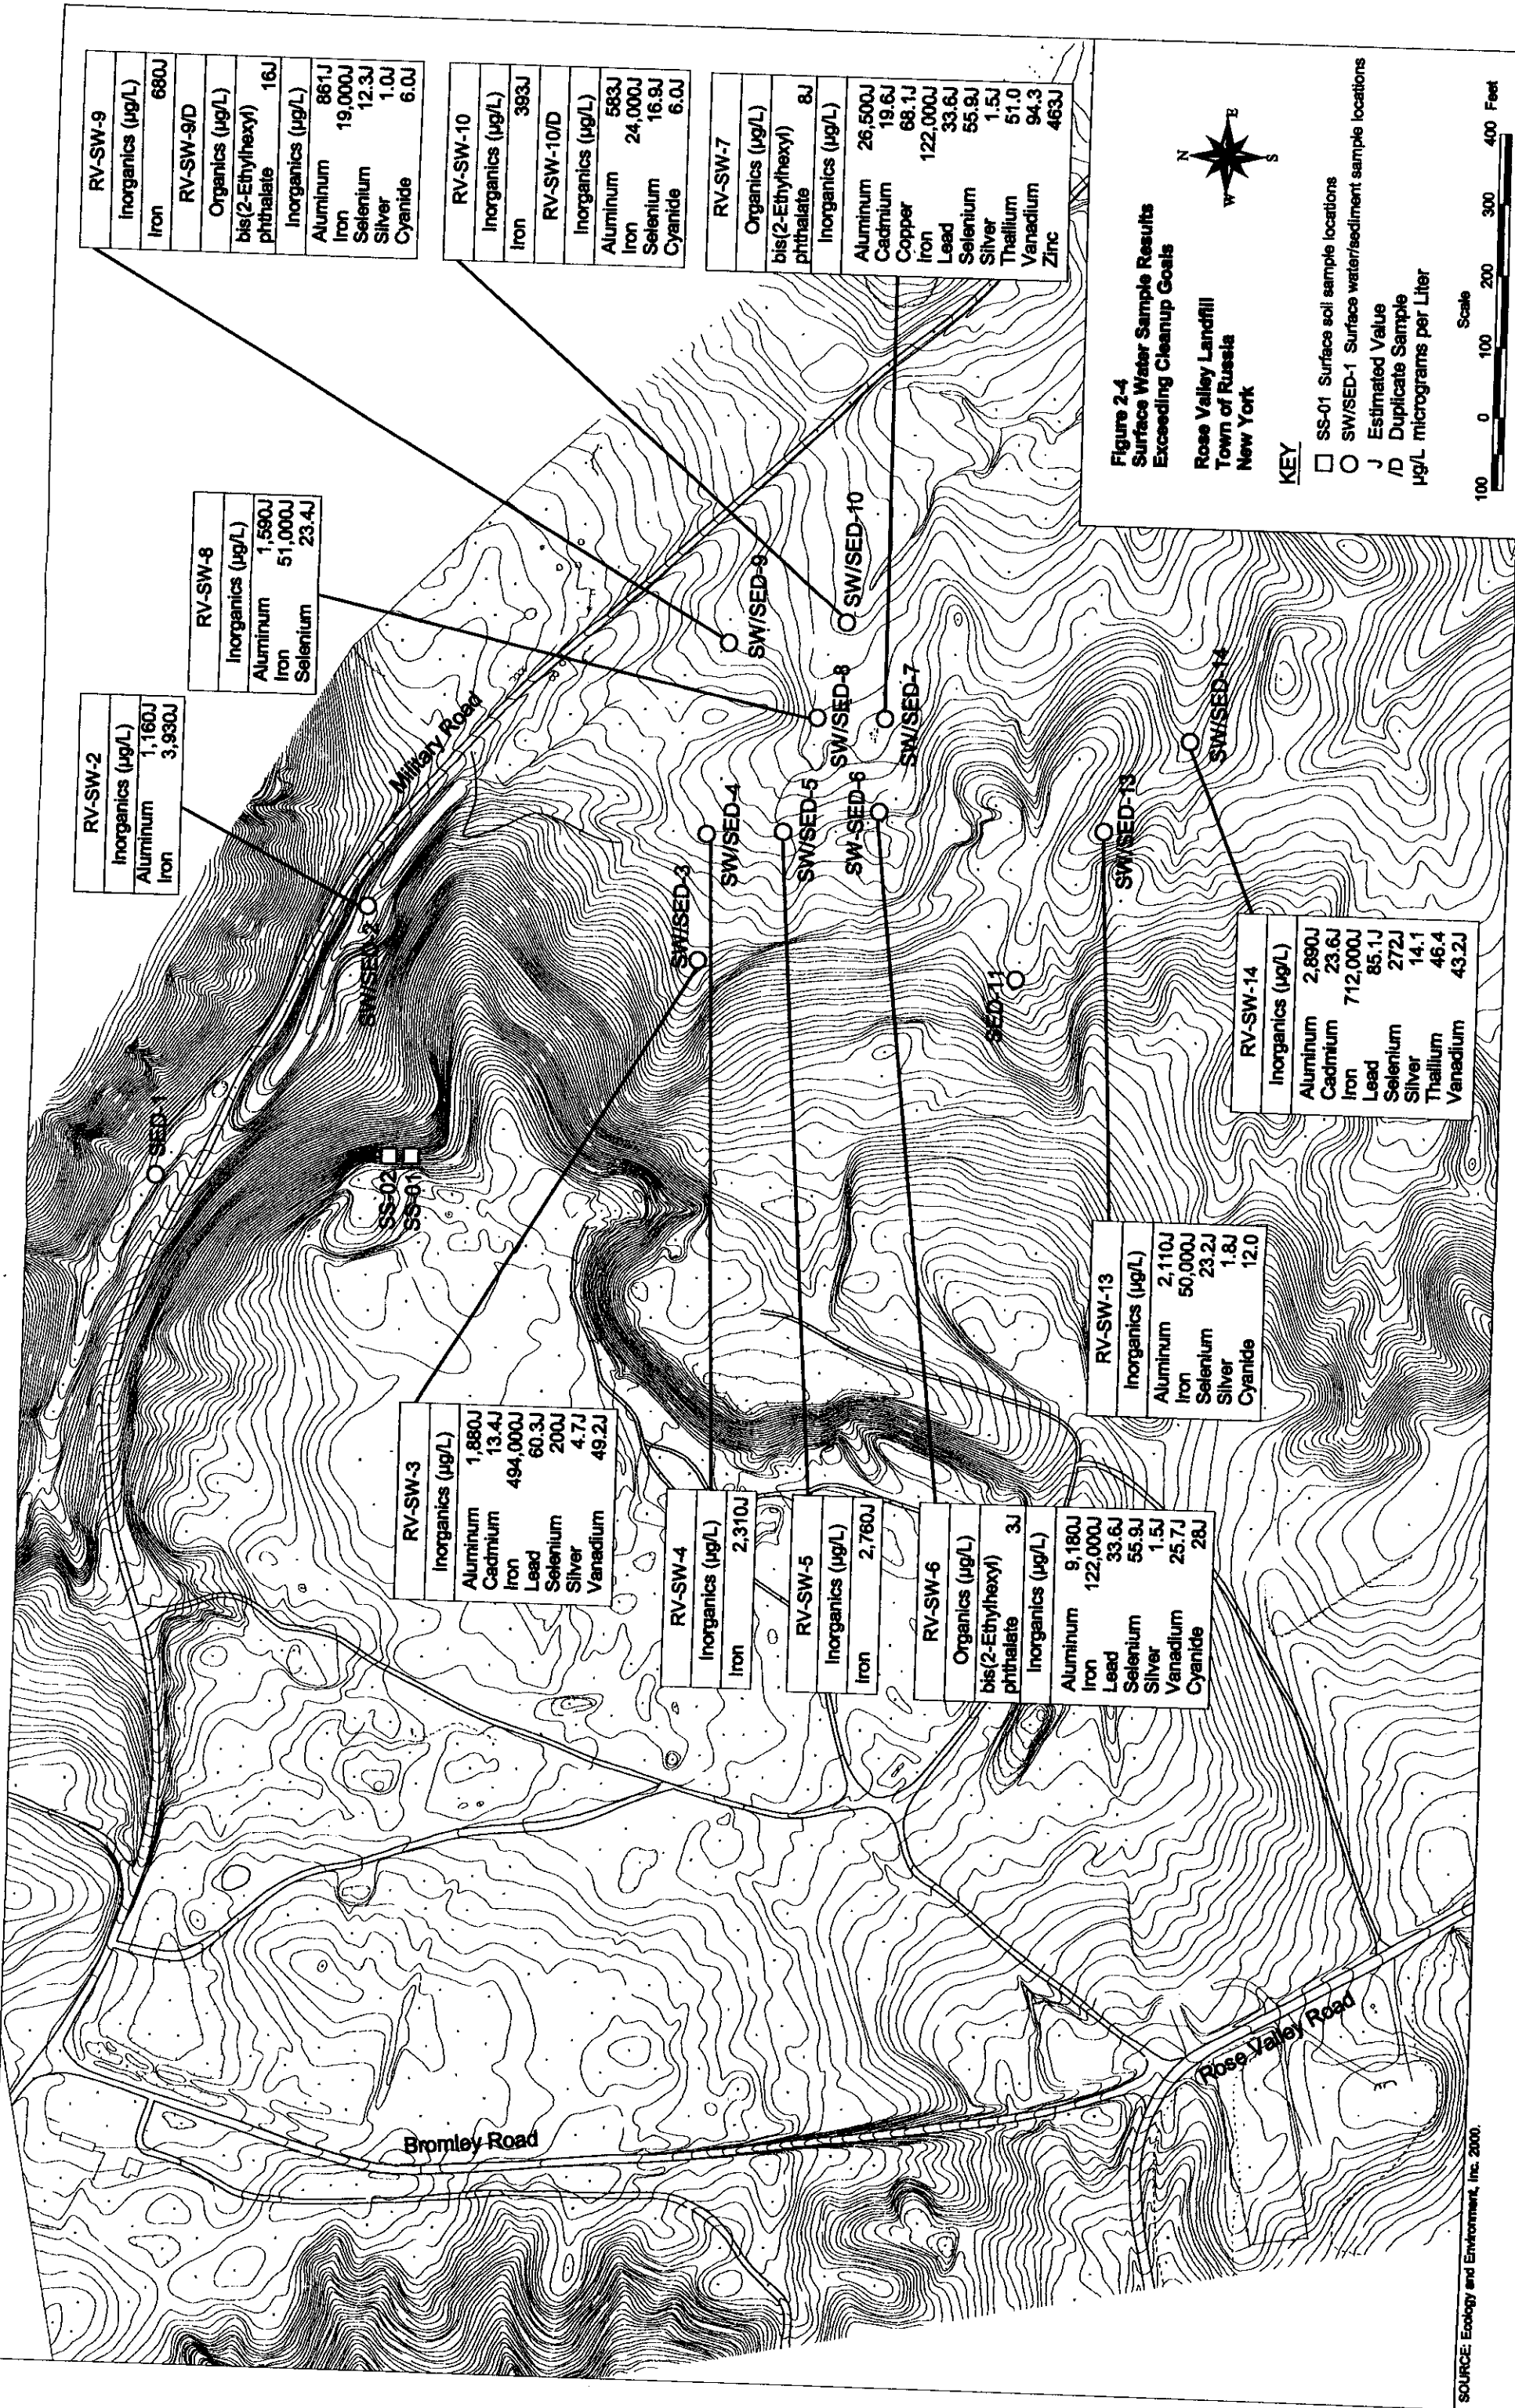 RV-SW-9
Inorganics (µg/L)
Iron 680J
RV-SW-9/D
Organics (µg/L)
bis(2-Ethylhexyl)
phthalate 16J
Inorganics (µg/L)
Aluminum 861J
Iron 19,000J
Selenium 12.3J
Silver 1.0J
Cyanide 6.0J
RV-SW-10
Inorganics (µg/L)
Iron 393J
RV-SW-10/D
Inorganics (µg/L)
Aluminum 583J
Iron 24,000J
Selenium 16.9J
Cyanide 6.0J
RV-SW-7
Organics (µg/L)
bis(2-Ethylhexyl)
phthalate 8J
Inorganics (µg/L)
Aluminum 26,500J
Cadmium 19.6J
Copper 68.1J
Iron 122,000J
Lead 33.6J
Selenium 55.9J
Silver 1.5J
Thallium 51.0
Vanadium 94.3
Zinc 463J
RV-SW-8
Inorganics (µg/L)
Aluminum 1,590J
Iron 51,000J
Selenium 23.4J
RV-SW-2
Inorganics (µg/L)
Aluminum 1,160J
Iron 3,930J
RV-SW-3
Inorganics (µg/L)
Aluminum 1,880J
Cadmium 13.4J
Iron 494,000J
Lead 60.3J
Selenium 200J
Silver 4.7J
Vanadium 49.2J
RV-SW-4
Inorganics (µg/L)
Iron 2,310J
RV-SW-5
Inorganics (µg/L)
Iron 2,760J
RV-SW-6
Organics (µg/L)
bis(2-Ethylhexyl)
phthalate 3J
Inorganics (µg/L)
Aluminum 9,180J
Iron 122,000J
Lead 33.6J
Selenium 55.9J
Silver 1.5J
Vanadium 25.7J
Cyanide 28J
RV-SW-13
Inorganics (µg/L)
Aluminum 2,110J
Iron 50,000J
Selenium 23.2J
Silver 1.8J
Cyanide 12.0
RV-SW-14
Inorganics (µg/L)
Aluminum 2,890J
Cadmium 23.6J
Iron 712,000J
Lead 85.1J
Selenium 272J
Silver 14.1
Thallium 46.4
Vanadium 43.2J
SED-1
SW/SED-2
SS-02
SS-01
Military Road
SW/SED-3
SW/SED-4
SW/SED-5
SW-SED-6
SW/SED-7
SW/SED-8
SW/SED-9
SW/SED-10
SED-11
SW/SED-13
SW/SED-14
Bromley Road
Rose Valley Road
Figure 2-4
Surface Water Sample Results
Exceeding Cleanup Goals
Rose Valley Landfill
Town of Russia
New York
N
W E
S
KEY
SS-01 Surface soil sample locations
SW/SED-1 Surface water/sediment sample locations
J Estimated Value
/D Duplicate Sample
µg/L micrograms per Liter
Scale
100 0 100 200 300 400 Feet
SOURCE: Ecology and Environment, Inc. 2000.